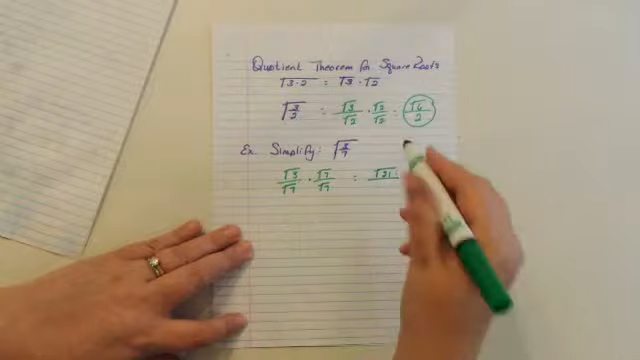 Quotient Theorem for Square Roots
√3·2 = √3 · √2
√3/2 = √3/√2 · √2/√2 = √6/2
Ex Simplify: √3/7
√3/√7 · √7/√7 = √21